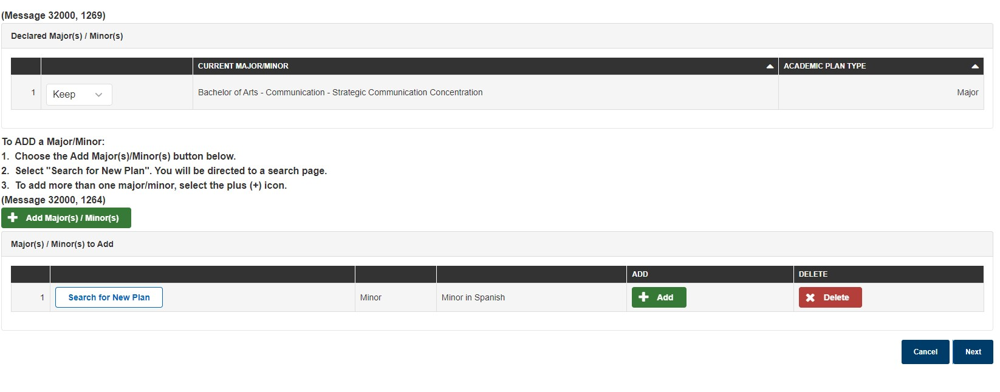 (Message 32000, 1269)
Declared Major(s) / Minor(s)
CURRENT MAJOR/MINOR ACADEMIC PLAN TYPE
1 Keep Bachelor of Arts - Communication - Strategic Communication Concentration Major
To ADD a Major/Minor:
1. Choose the Add Major(s)/Minor(s) button below.
2. Select "Search for New Plan". You will be directed to a search page.
3. To add more than one major/minor, select the plus (+) icon.
(Message 32000, 1264)
Add Major(s) / Minor(s)
Major(s) / Minor(s) to Add
ADD DELETE
1 Search for New Plan Minor Minor in Spanish Add Delete
Cancel Next